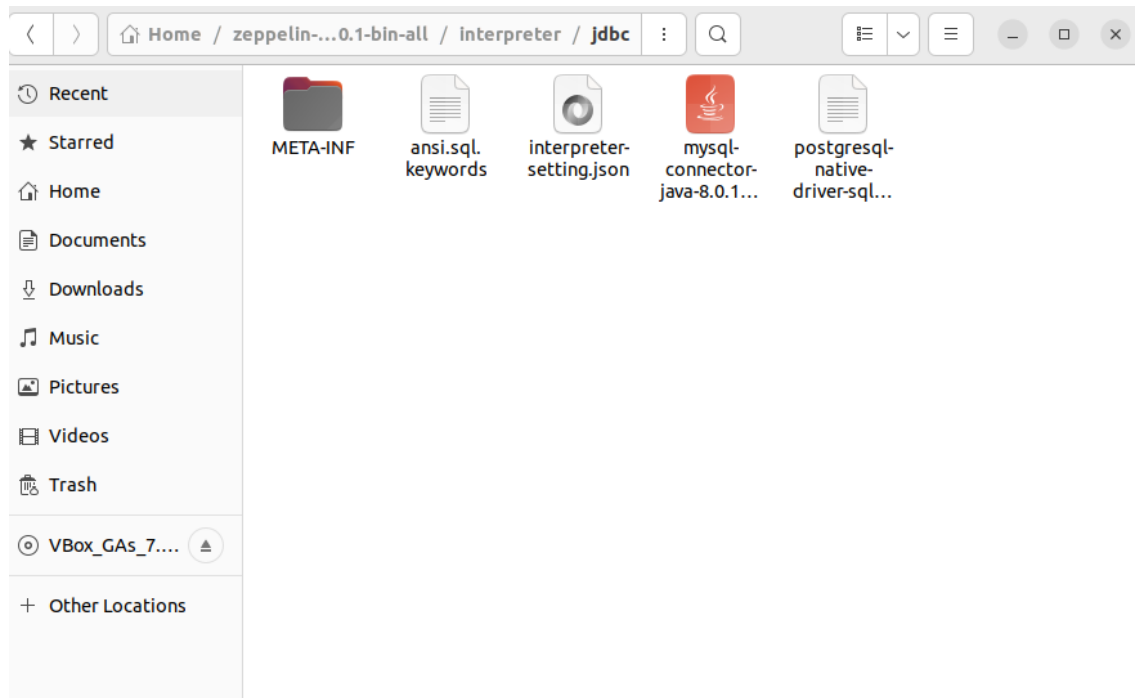 Home / zeppelin-...0.1-bin-all / interpreter / jdbc
Recent
Starred
Home
Documents
Downloads
Music
Pictures
Videos
Trash
VBox_GAs_7....
Other Locations
META-INF
ansi.sql.
keywords
interpreter-
setting.json
mysql-
connector-
java-8.0.1...
postgresql-
native-
driver-sql...